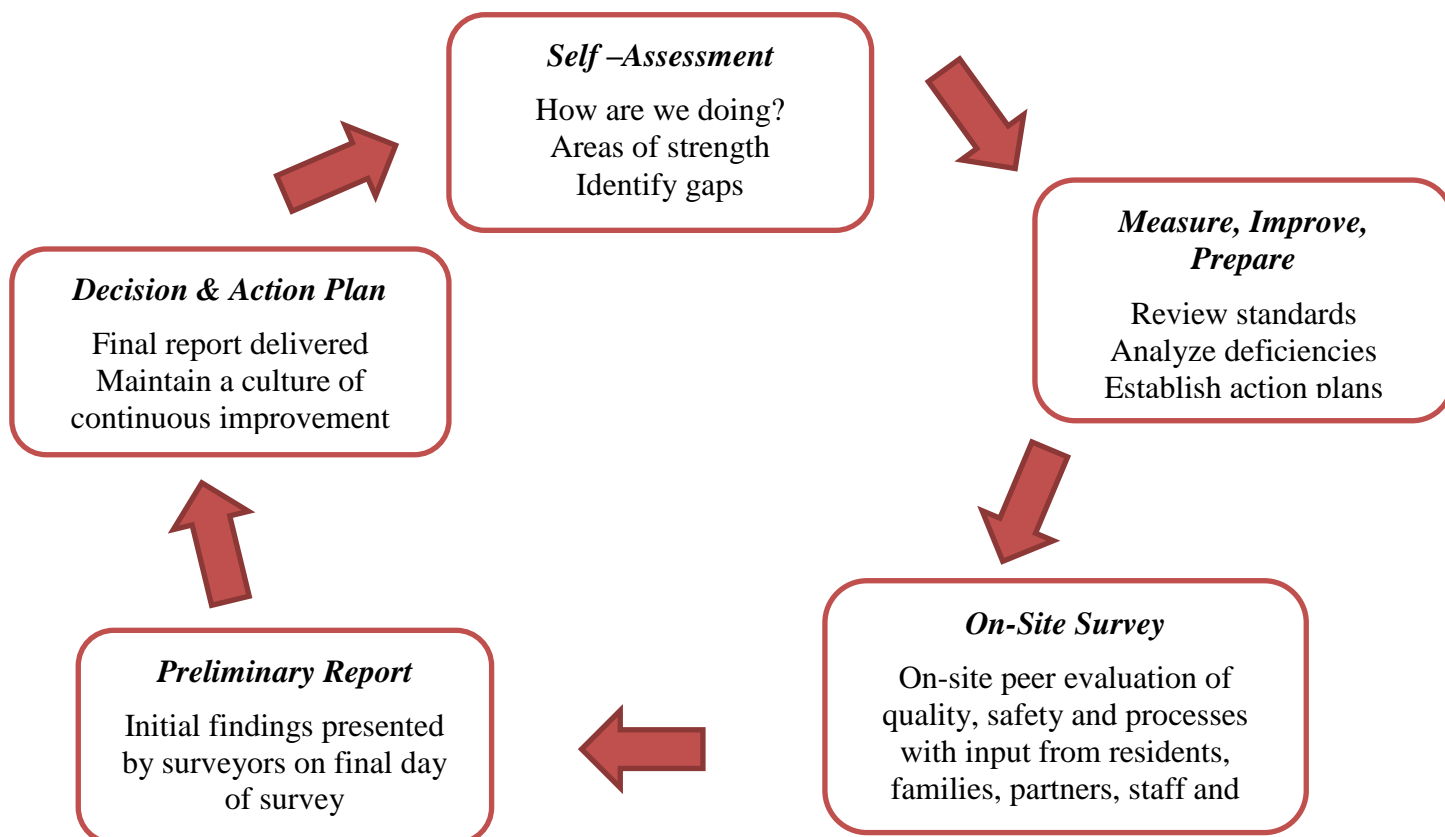 Self –Assessment
How are we doing?
Areas of strength
Identify gaps
Measure, Improve,
Prepare
Review standards
Analyze deficiencies
Establish action plans
On-Site Survey
On-site peer evaluation of
quality, safety and processes
with input from residents,
families, partners, staff and
Preliminary Report
Initial findings presented
by surveyors on final day
of survey
Decision & Action Plan
Final report delivered
Maintain a culture of
continuous improvement